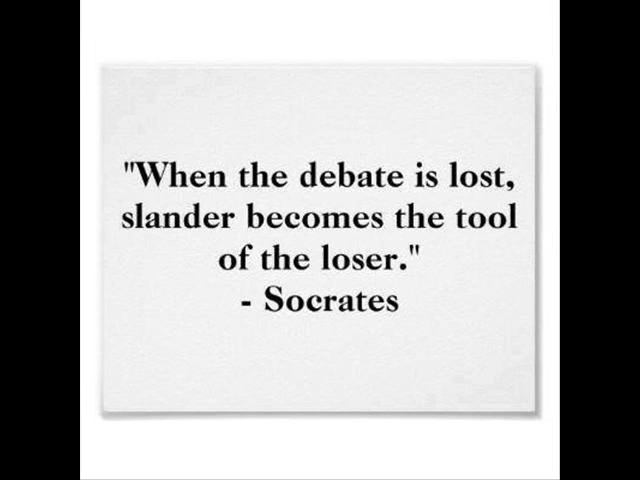 "When the debate is lost,
slander becomes the tool
of the loser."
- Socrates